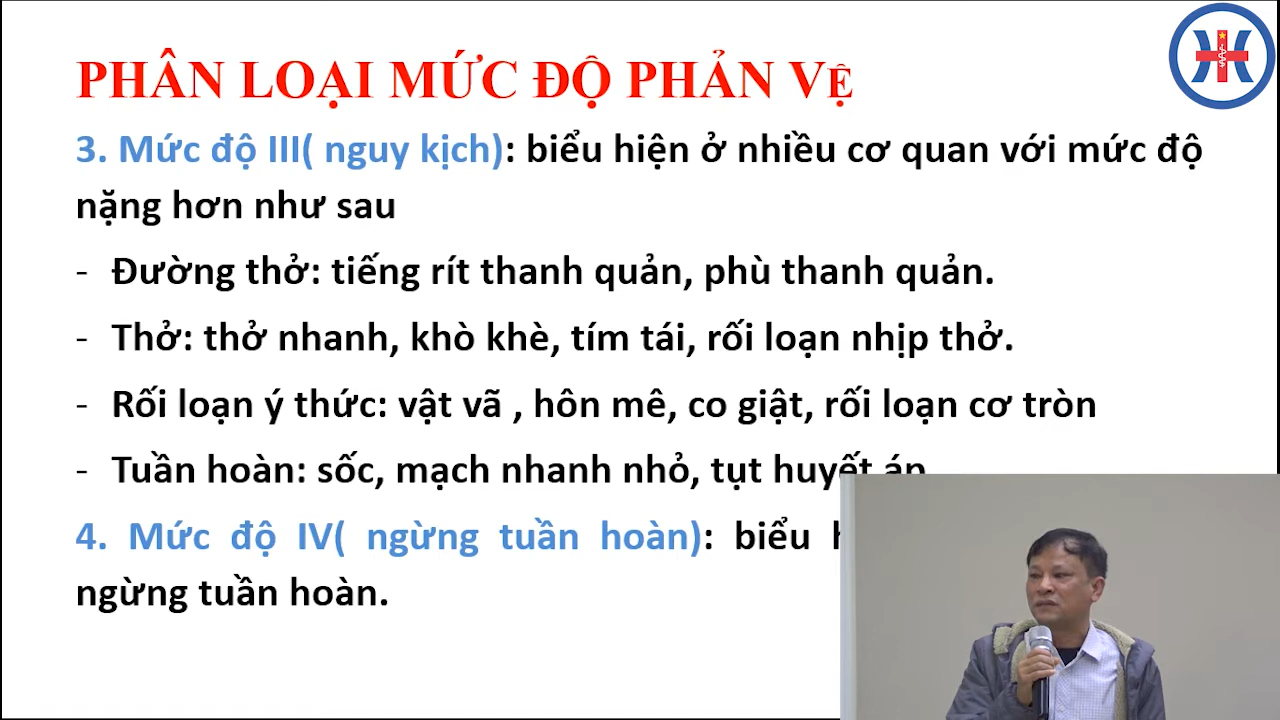 PHÂN LOẠI MỨC ĐỘ PHẢN VỆ
3. Mức độ III( nguy kịch): biểu hiện ở nhiều cơ quan với mức độ
nặng hơn như sau
- Đường thở: tiếng rít thanh quản, phù thanh quản.
- Thở: thở nhanh, khò khè, tím tái, rối loạn nhịp thở.
- Rối loạn ý thức: vật vã , hôn mê, co giật, rối loạn cơ tròn
- Tuần hoàn: sốc, mạch nhanh nhỏ, tụt huyết áp
4. Mức độ IV( ngừng tuần hoàn): biểu
ngừng tuần hoàn.